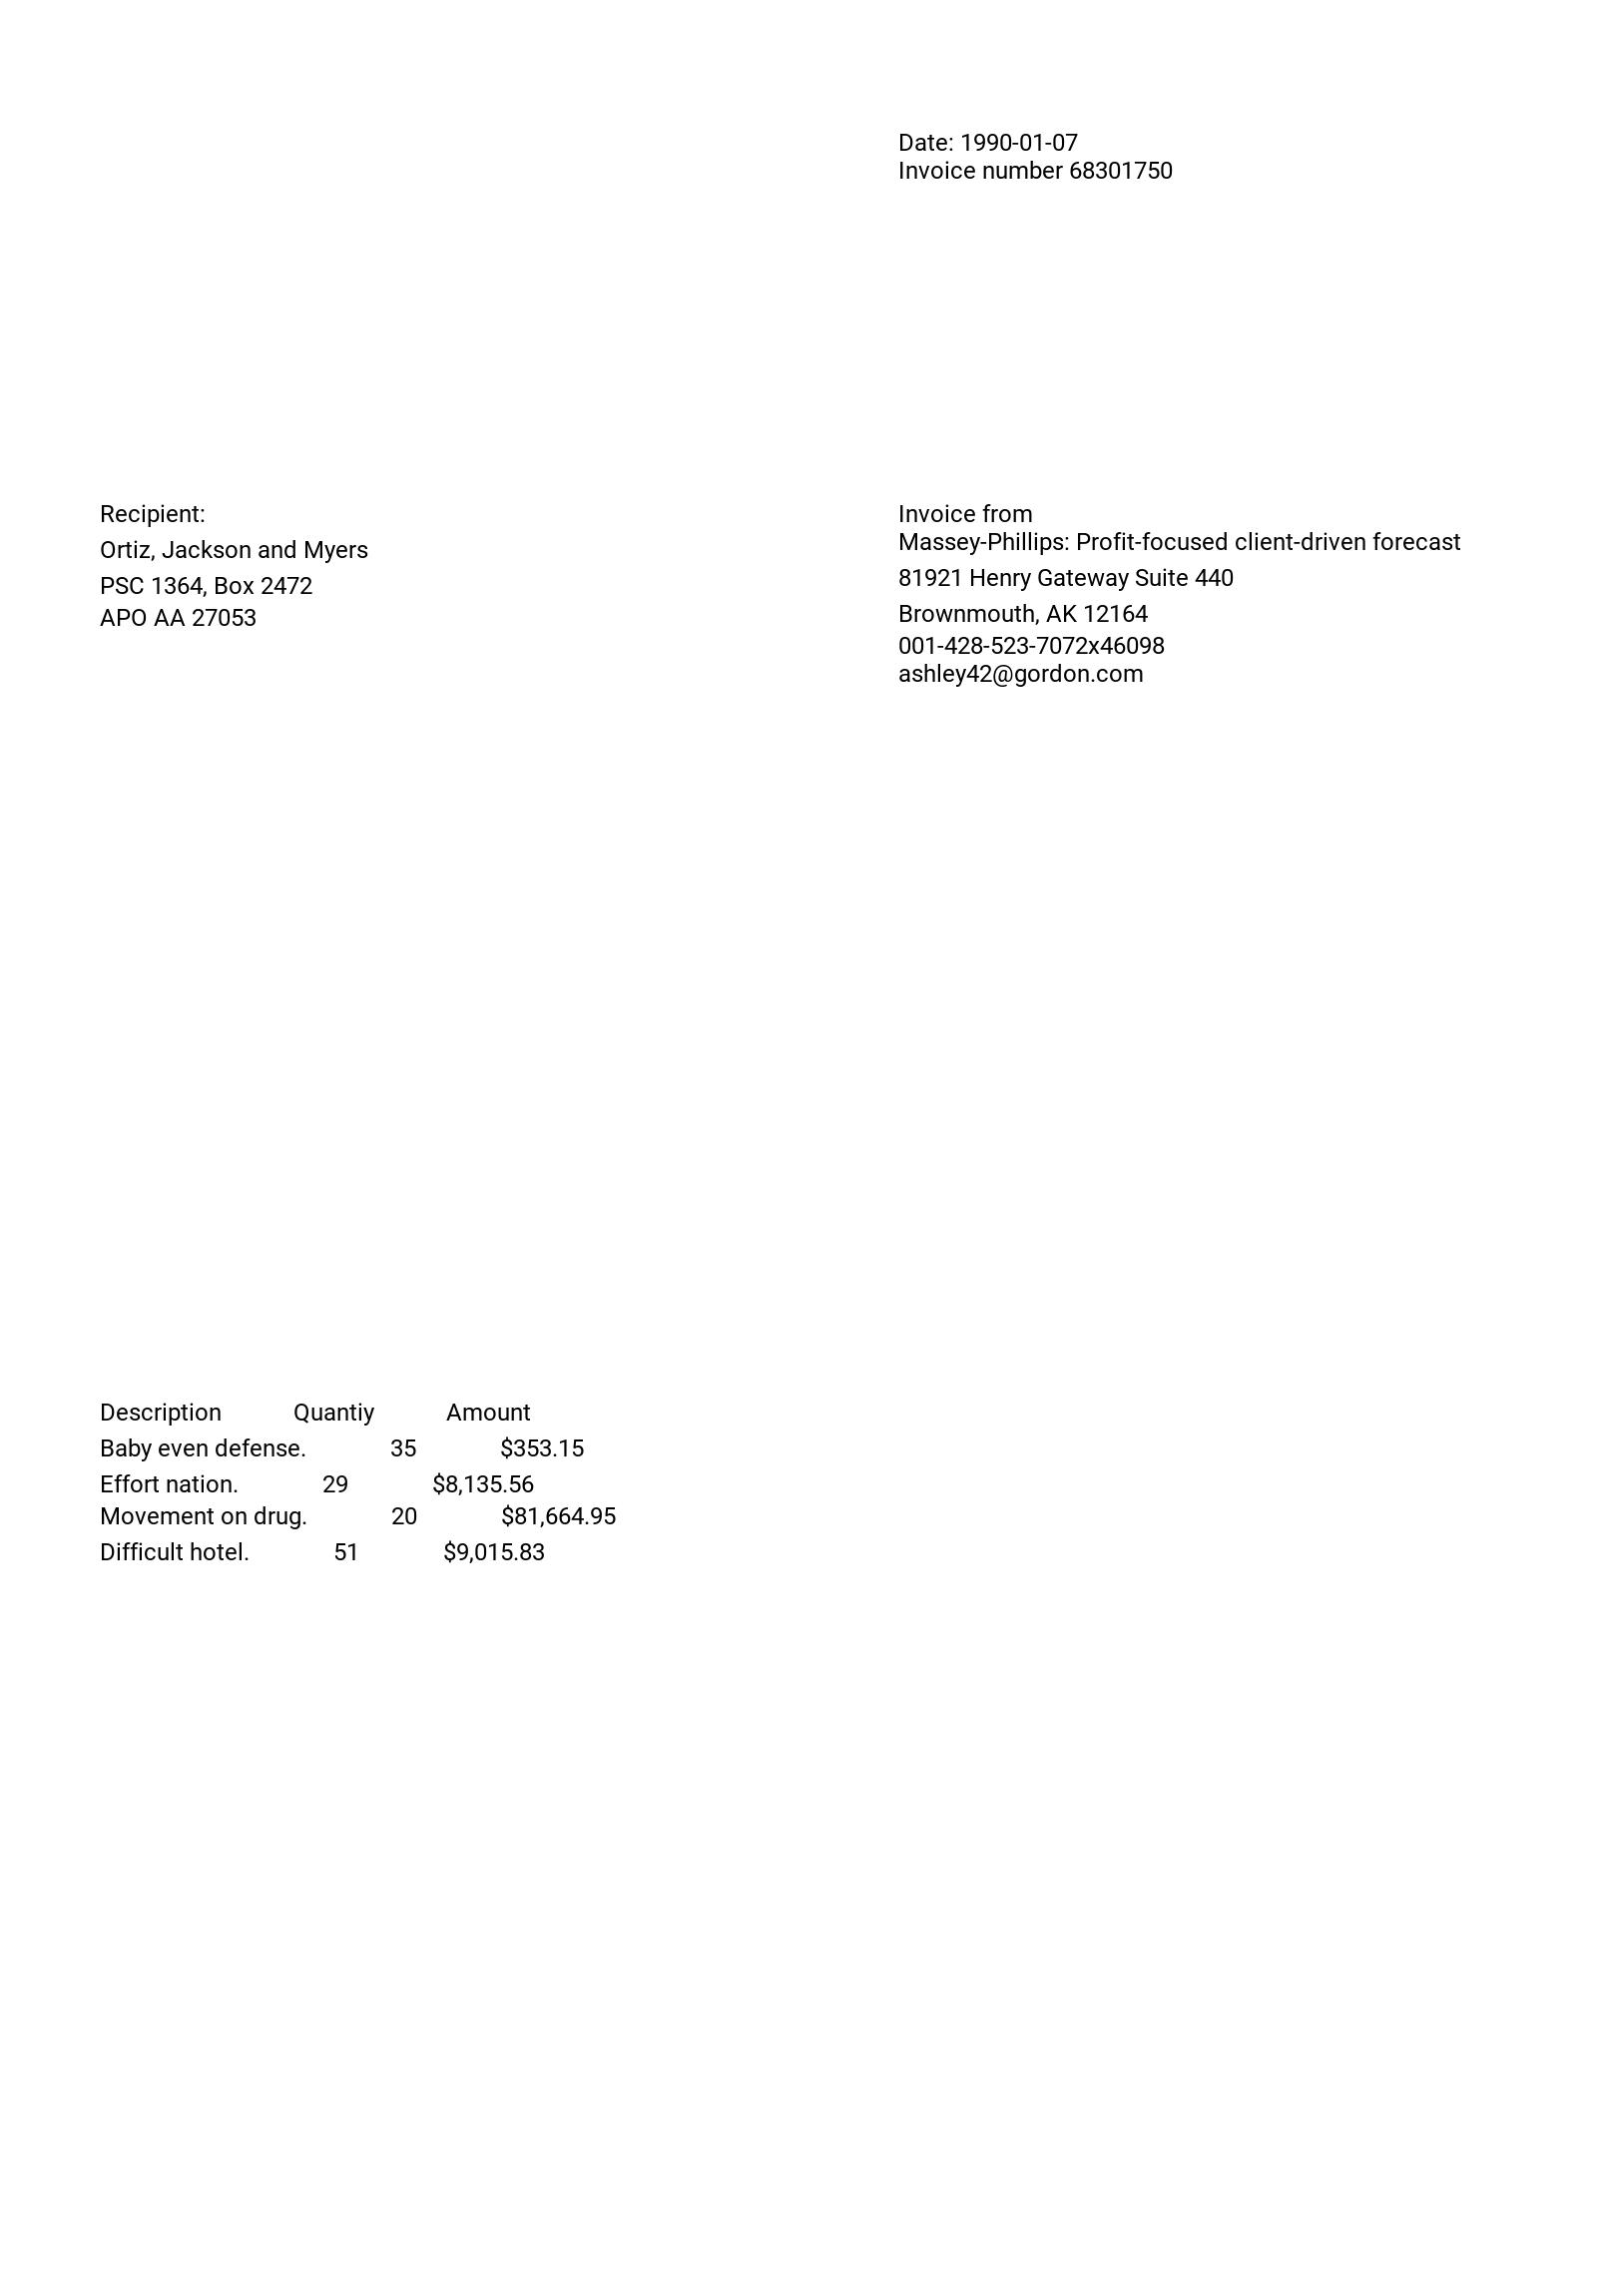 Date: 1990-01-07
Invoice number 68301750
Recipient:
Ortiz, Jackson and Myers
PSC 1364, Box 2472
APO AA 27053
Invoice from
Massey-Phillips: Profit-focused client-driven forecast
81921 Henry Gateway Suite 440
Brownmouth, AK 12164
001-428-523-7072x46098
ashley42@gordon.com
Description Quantiy Amount
Baby even defense. 35 $353.15
Effort nation. 29 $8,135.56
Movement on drug. 20 $81,664.95
Difficult hotel. 51 $9,015.83